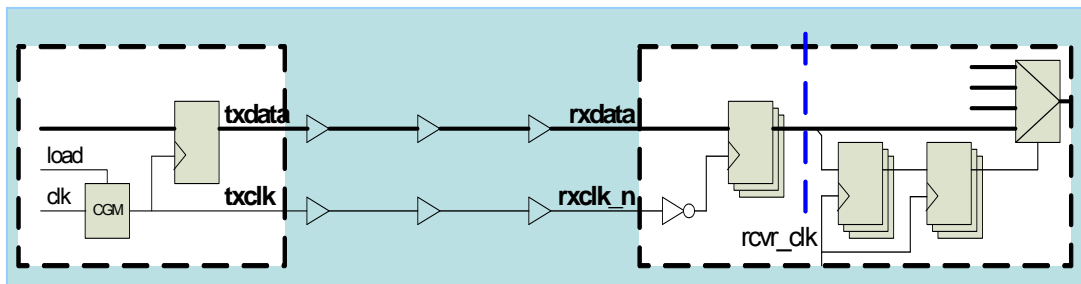 txdata
rxdata
load
clk
CGM
txclk
rxclk_n
rcvr_clk